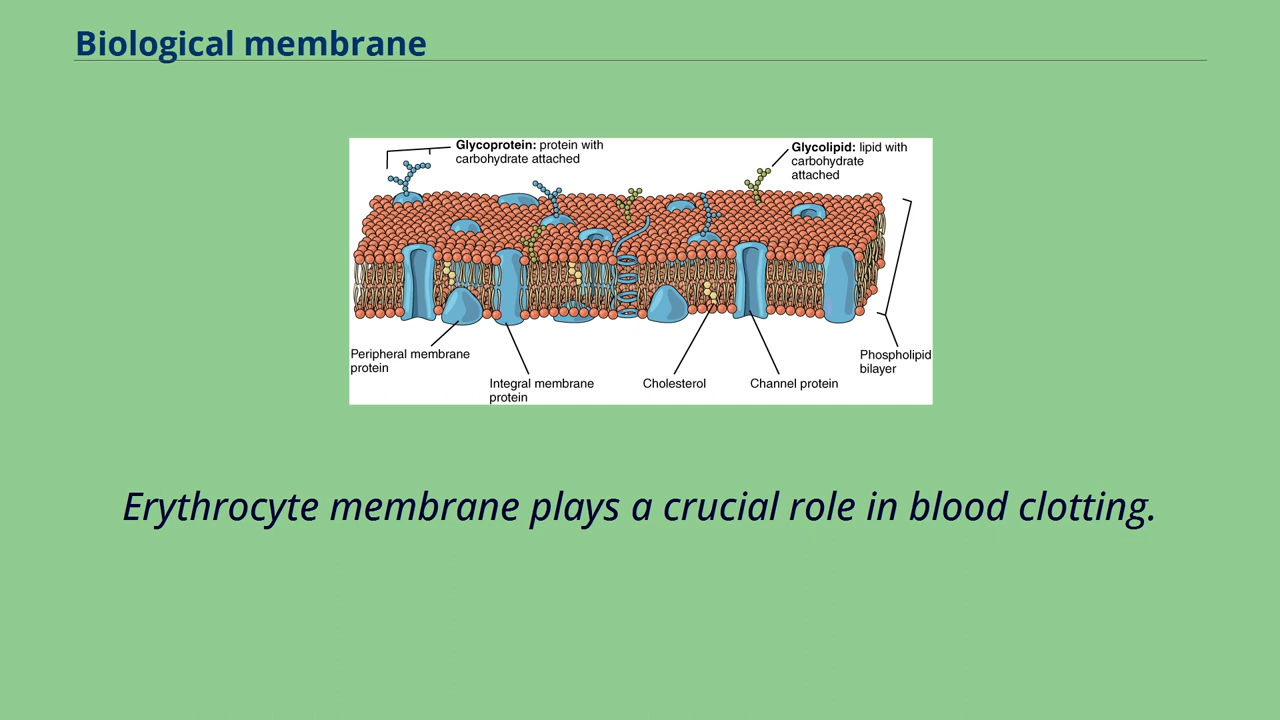 Biological membrane
Glycoprotein: protein with
carbohydrate attached
Glycolipid: lipid with
carbohydrate
attached
Peripheral membrane
protein
Integral membrane
protein
Cholesterol
Channel protein
Phospholipid
bilayer
Erythrocyte membrane plays a crucial role in blood clotting.